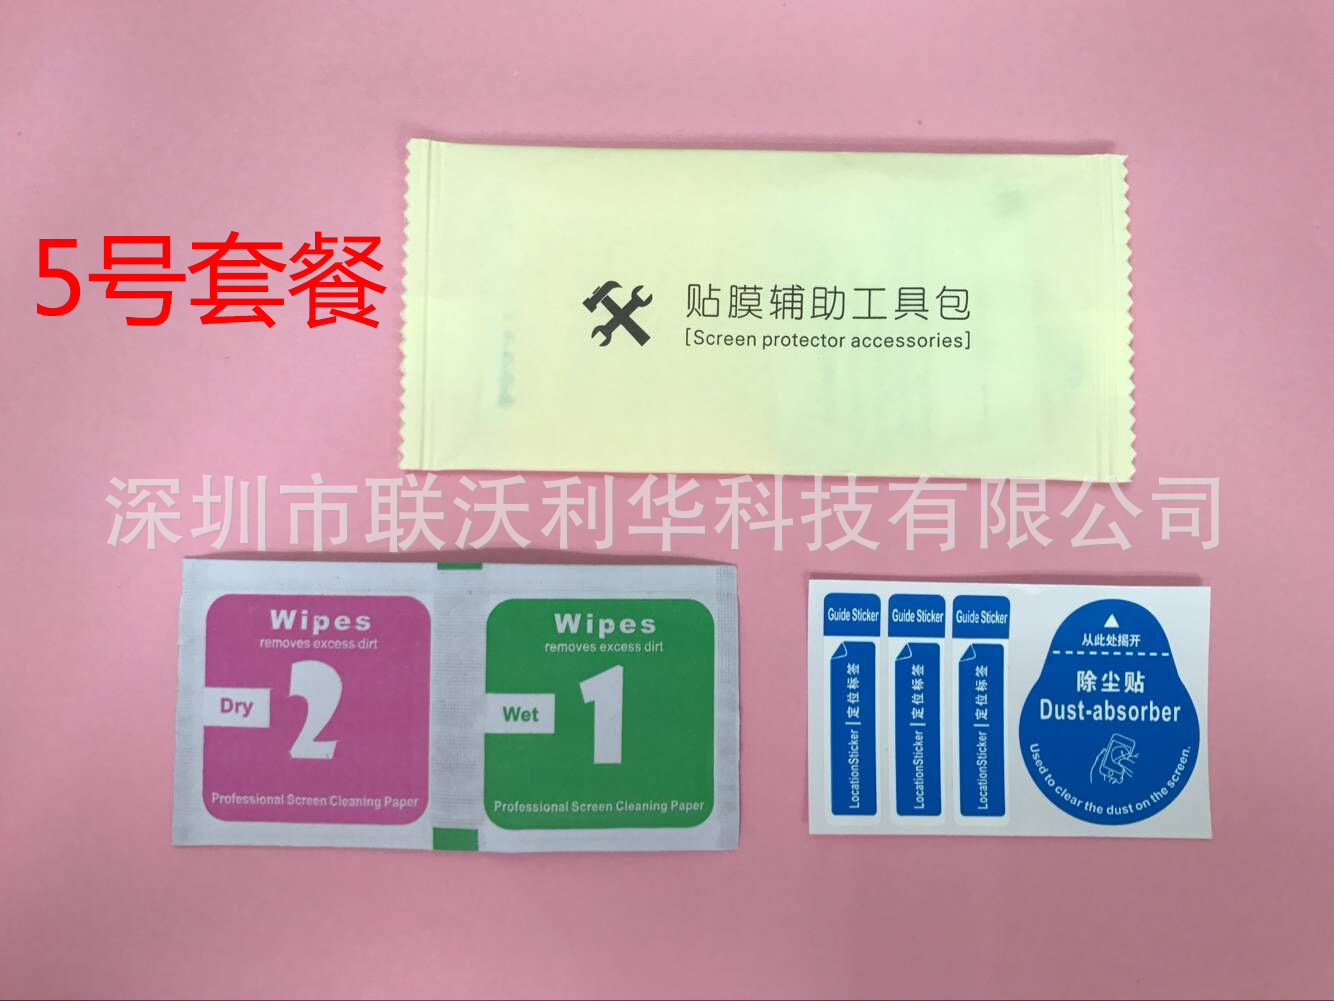 5号套餐
贴膜辅助工具包
[Screen protector accessories]
深圳市联沃利华科技有限公司
Wipes
removes excess dirt
Dry
2
Professional Screen Cleaning Paper
Wipes
removes excess dirt
Wet
1
Professional Screen Cleaning Paper
Guide Sticker
LocationSticker | 定位标签
Guide Sticker
LocationSticker | 定位标签
Guide Sticker
LocationSticker | 定位标签
从此处揭开
除尘贴
Dust-absorber
Used to clear the dust on the screen.